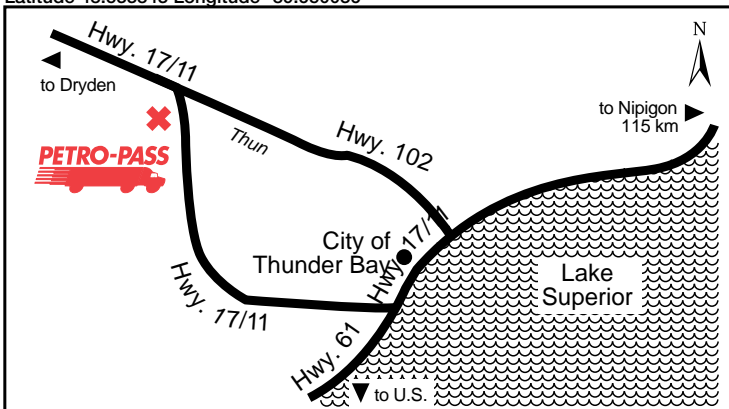 Hwy. 17/11
N
to Dryden
to Nipigon
115 km
Thun
Hwy. 102
PETRO-PASS
City of
Thunder Bay
Hwy. 17/11
Hwy. 17/11
Lake
Superior
Hwy. 61
to U.S.